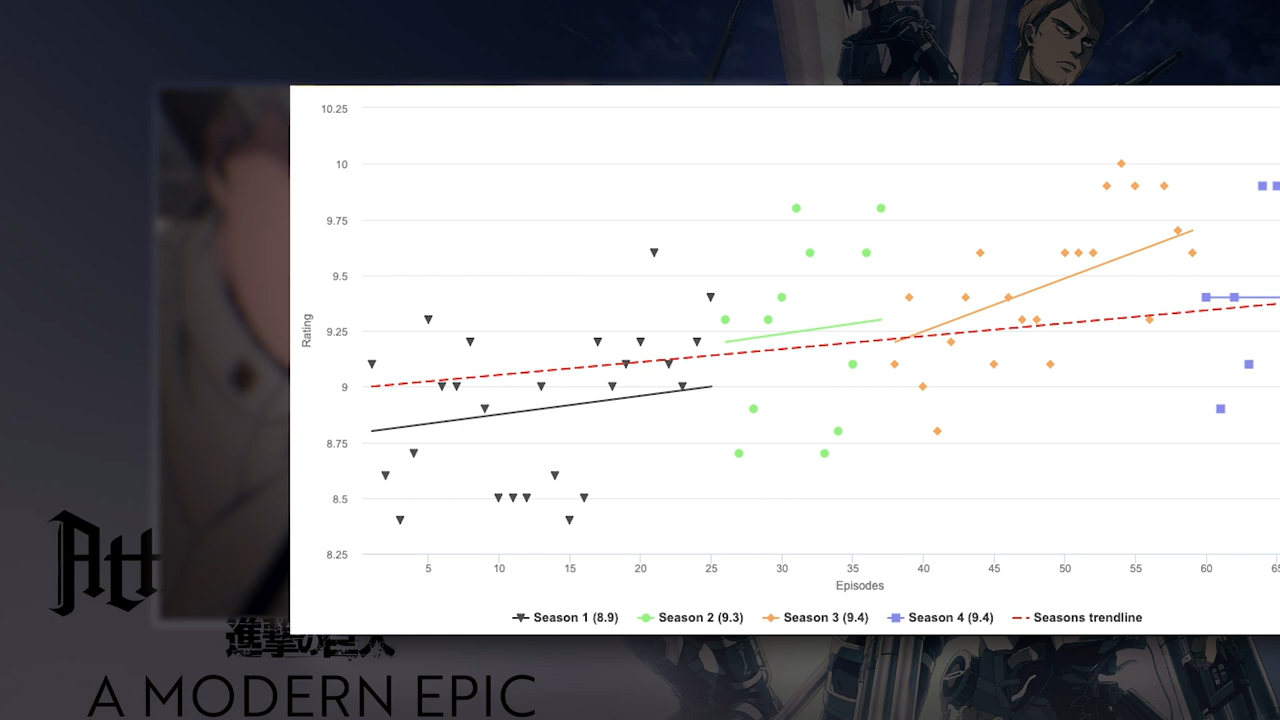 10.25
10
9.75
9.5
9.25
9
8.75
8.5
8.25
Rating
5 10 15 20 25 30 35 40 45 50 55 60 65
Episodes
Season 1 (8.9) Season 2 (9.3) Season 3 (9.4) Season 4 (9.4) Seasons trendline
Att
進撃の巨人
A MODERN EPIC